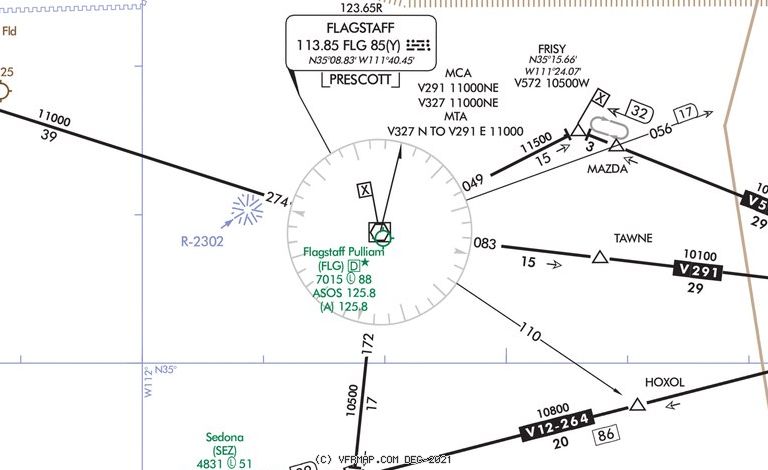 123.65R
FLAGSTAFF
113.85 FLG 85(Y)
N35°08.83' W111°40.45'
PRESCOTT
MCA
V291 11000NE
V327 11000NE
MTA
V327 N TO V291 E 11000
FRISY
N35°15.66'
W111°24.07'
V572 10500W
X
32
17
056
11500
15
3
MAZDA
049
Fld
25
11000
39
274
R-2302
X
Flagstaff Pulliam
(FLG) D★
7015 Ⓛ 88
ASOS 125.8
(A) 125.8
083
15
TAWNE
10100
V291
29
10
V5
29
172
10500
17
110
HOXOL
10800
V12-264
20
86
W112°
N35°
Sedona
(SEZ)
4831 Ⓛ 51
(C) VFRMAP.COM DEC 2021